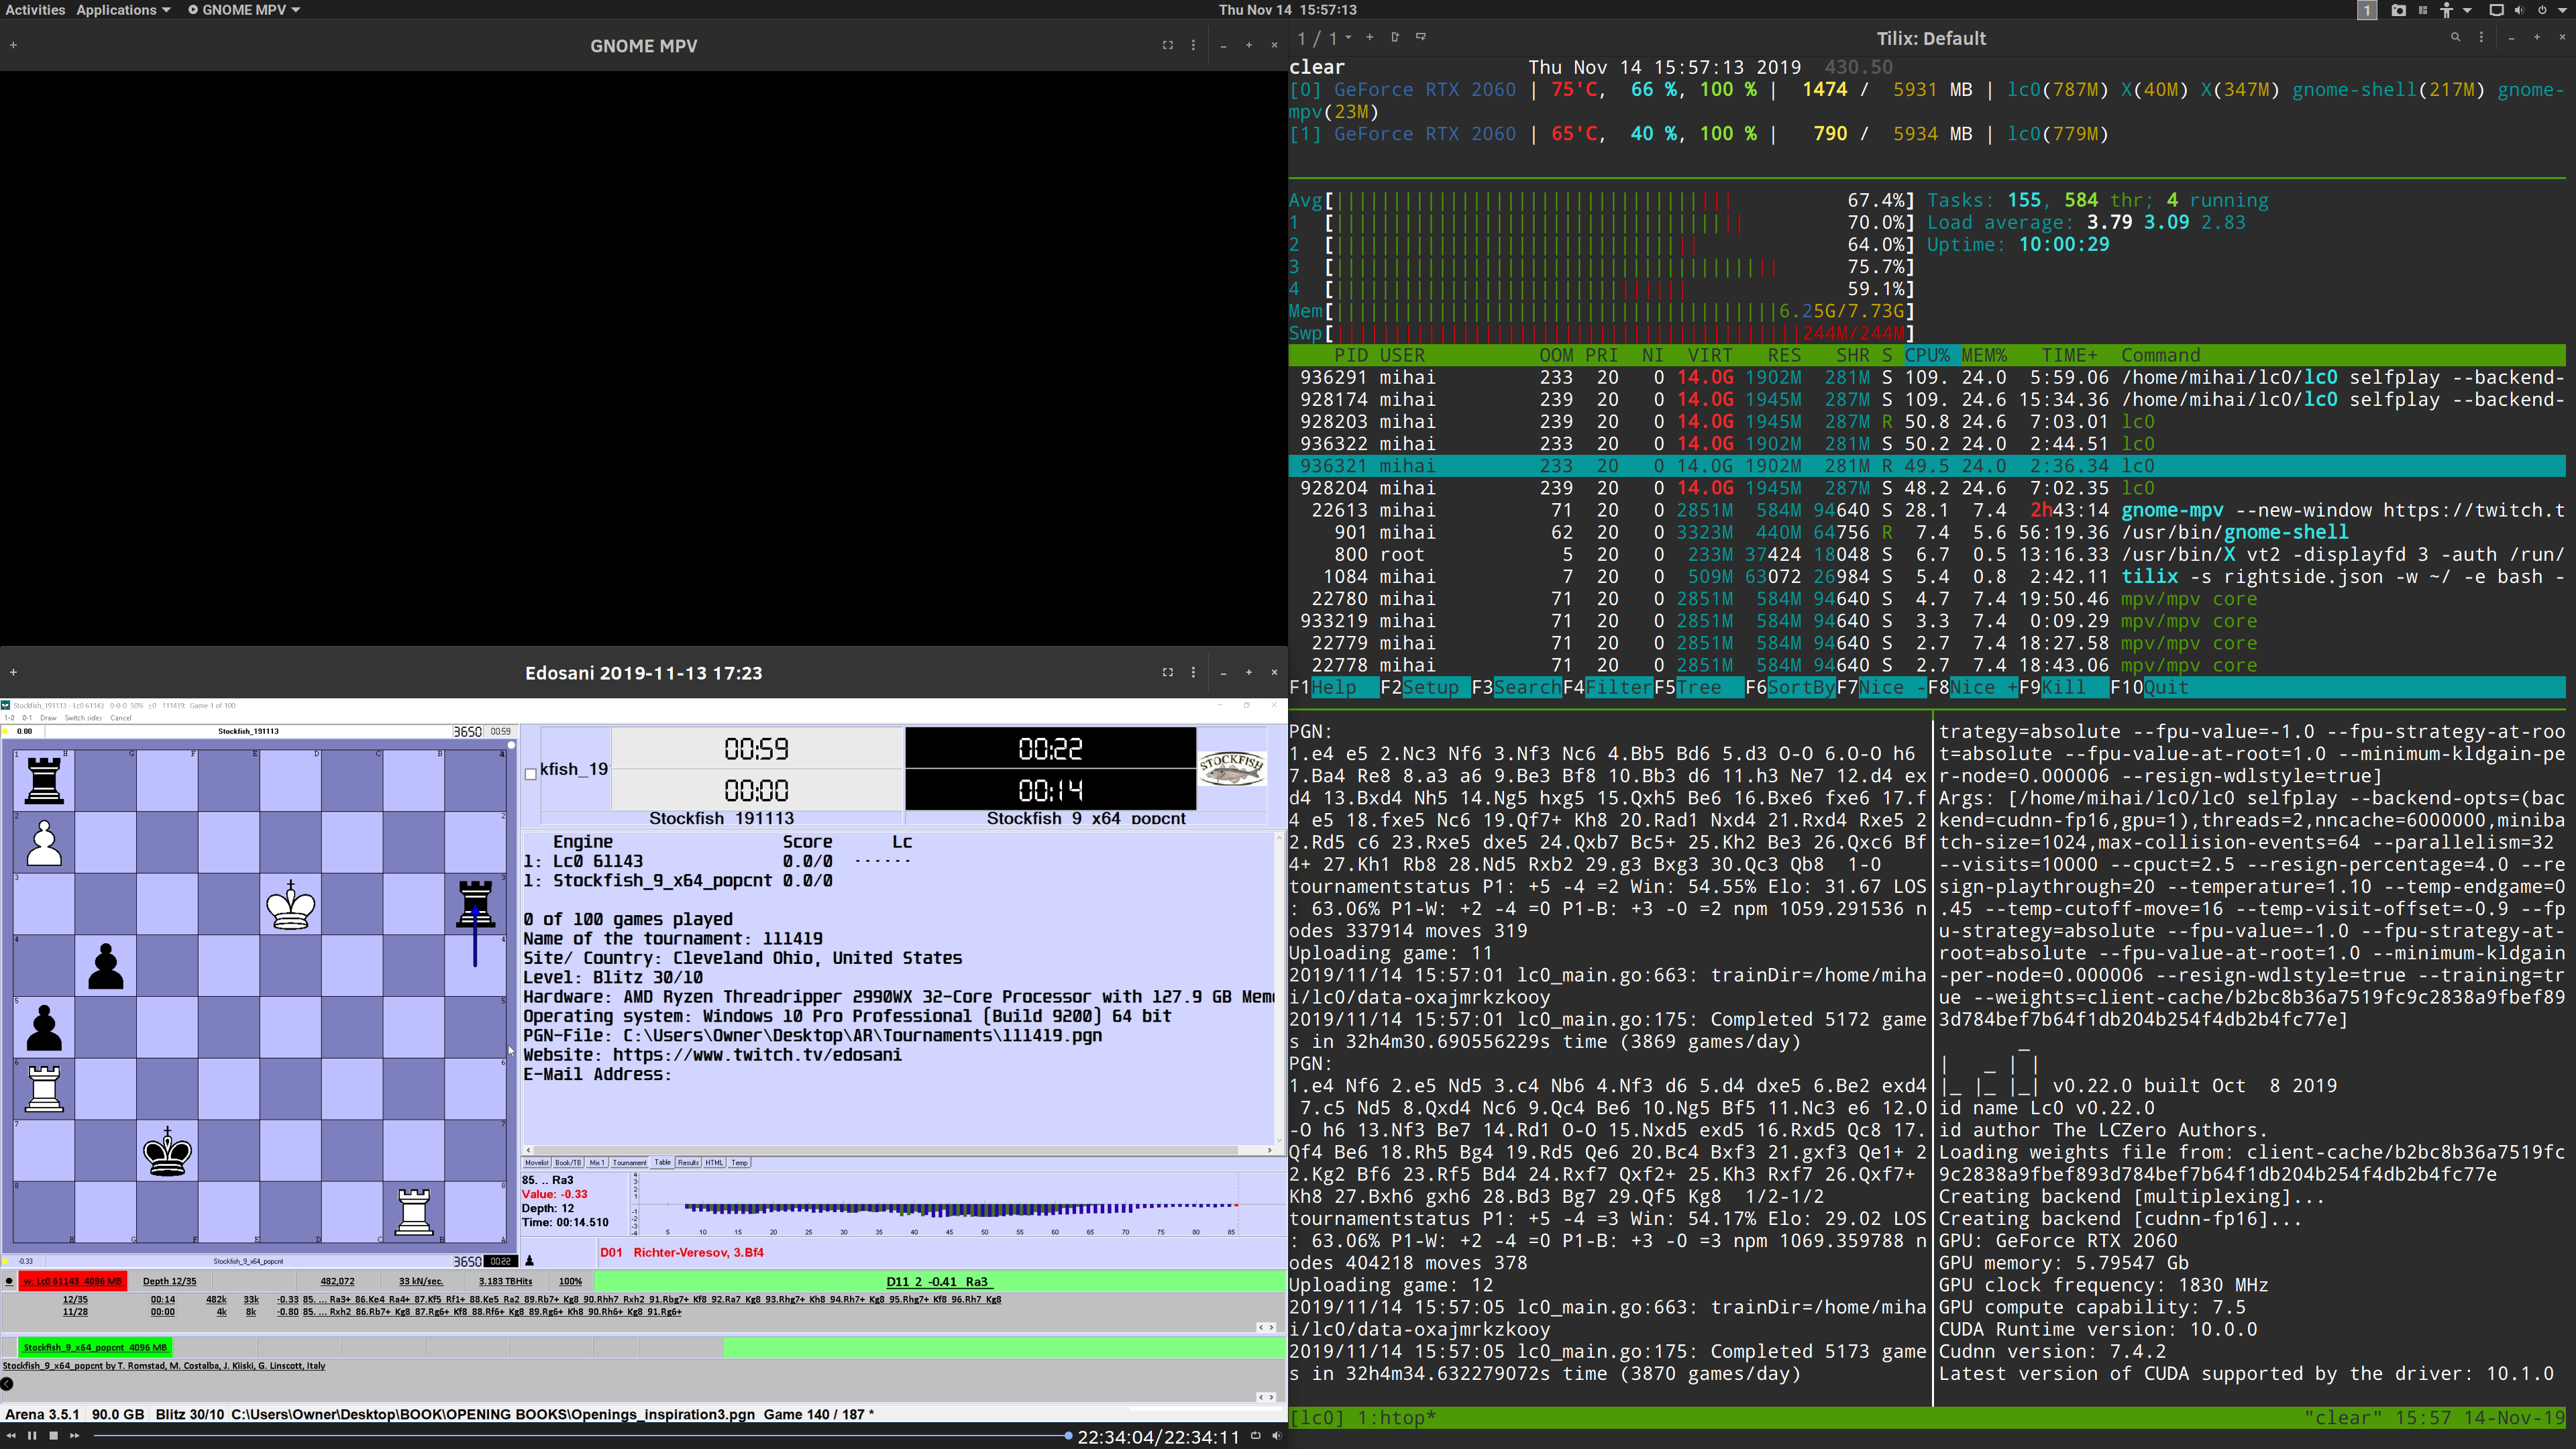 Activities Applications GNOME MPV Thu Nov 14 15:57:13 1
GNOME MPV
1 / 1 Tilix: Default
clear Thu Nov 14 15:57:13 2019 430.50
[0] GeForce RTX 2060 | 75'C, 66 %, 100 % | 1474 / 5931 MB | lc0(787M) X(40M) X(347M) gnome-shell(217M) gnome-
mpv(23M)
[1] GeForce RTX 2060 | 65'C, 40 %, 100 % | 790 / 5934 MB | lc0(779M)
Avg[ 67.4%] Tasks: 155, 584 thr; 4 running
1 [ 70.0%] Load average: 3.79 3.09 2.83
2 [ 64.0%] Uptime: 10:00:29
3 [ 75.7%]
4 [ 59.1%]
Mem[ 6.25G/7.73G]
Swp[ 244M/244M]
PID USER OOM PRI NI VIRT RES SHR S CPU% MEM% TIME+ Command
936291 mihai 233 20 0 14.0G 1902M 281M S 109. 24.0 5:59.06 /home/mihai/lc0/lc0 selfplay --backend-
928174 mihai 239 20 0 14.0G 1945M 287M S 109. 24.6 15:34.36 /home/mihai/lc0/lc0 selfplay --backend-
928203 mihai 239 20 0 14.0G 1945M 287M R 50.8 24.6 7:03.01 lc0
936322 mihai 233 20 0 14.0G 1902M 281M S 50.2 24.0 2:44.51 lc0
936321 mihai 233 20 0 14.0G 1902M 281M R 49.5 24.0 2:36.34 lc0
928204 mihai 239 20 0 14.0G 1945M 287M S 48.2 24.6 7:02.35 lc0
22613 mihai 71 20 0 2851M 584M 94640 S 28.1 7.4 2h43:14 gnome-mpv --new-window https://twitch.t
901 mihai 62 20 0 3323M 440M 64756 R 7.4 5.6 56:19.36 /usr/bin/gnome-shell
800 root 5 20 0 233M 37424 18048 S 6.7 0.5 13:16.33 /usr/bin/X vt2 -displayfd 3 -auth /run/
1084 mihai 7 20 0 509M 63072 26984 S 5.4 0.8 2:42.11 tilix -s rightside.json -w ~/ -e bash -
22780 mihai 71 20 0 2851M 584M 94640 S 4.7 7.4 19:50.46 mpv/mpv core
933219 mihai 71 20 0 2851M 584M 94640 S 3.3 7.4 0:09.29 mpv/mpv core
22779 mihai 71 20 0 2851M 584M 94640 S 2.7 7.4 18:27.58 mpv/mpv core
22778 mihai 71 20 0 2851M 584M 94640 S 2.7 7.4 18:43.06 mpv/mpv core
F1Help F2Setup F3SearchF4FilterF5Tree F6SortByF7Nice -F8Nice +F9Kill F10Quit
PGN:
1.e4 e5 2.Nc3 Nf6 3.Nf3 Nc6 4.Bb5 Bd6 5.d3 O-O 6.O-O h6
7.Ba4 Re8 8.a3 a6 9.Be3 Bf8 10.Bb3 d6 11.h3 Ne7 12.d4 ex
d4 13.Bxd4 Nh5 14.Ng5 hxg5 15.Qxh5 Be6 16.Bxe6 fxe6 17.f
4 e5 18.fxe5 Nc6 19.Qf7+ Kh8 20.Rad1 Nxd4 21.Rxd4 Rxe5 2
2.Rd5 c6 23.Rxe5 dxe5 24.Qxb7 Bc5+ 25.Kh2 Be3 26.Qxc6 Bf
4+ 27.Kh1 Rb8 28.Nd5 Rxb2 29.g3 Bxg3 30.Qc3 Qb8 1-0
tournamentstatus P1: +5 -4 =2 Win: 54.55% Elo: 31.67 LOS
: 63.06% P1-W: +2 -4 =0 P1-B: +3 -0 =2 npm 1059.291536 n
odes 337914 moves 319
Uploading game: 11
2019/11/14 15:57:01 lc0_main.go:663: trainDir=/home/miha
i/lc0/data-oxajmrkzkooy
2019/11/14 15:57:01 lc0_main.go:175: Completed 5172 game
s in 32h4m30.690556229s time (3869 games/day)
PGN:
1.e4 Nf6 2.e5 Nd5 3.c4 Nb6 4.Nf3 d6 5.d4 dxe5 6.Be2 exd4
7.c5 Nd5 8.Qxd4 Nc6 9.Qc4 Be6 10.Ng5 Bf5 11.Nc3 e6 12.O
-O h6 13.Nf3 Be7 14.Rd1 O-O 15.Nxd5 exd5 16.Rxd5 Qc8 17.
Qf4 Be6 18.Rh5 Bg4 19.Rd5 Qe6 20.Bc4 Bxf3 21.gxf3 Qe1+ 2
2.Kg2 Bf6 23.Rf5 Bd4 24.Rxf7 Qxf2+ 25.Kh3 Rxf7 26.Qxf7+
Kh8 27.Bxh6 gxh6 28.Bd3 Bg7 29.Qf5 Kg8 1/2-1/2
tournamentstatus P1: +5 -4 =3 Win: 54.17% Elo: 29.02 LOS
: 63.06% P1-W: +2 -4 =0 P1-B: +3 -0 =3 npm 1069.359788 n
odes 404218 moves 378
Uploading game: 12
2019/11/14 15:57:05 lc0_main.go:663: trainDir=/home/miha
i/lc0/data-oxajmrkzkooy
2019/11/14 15:57:05 lc0_main.go:175: Completed 5173 game
s in 32h4m34.632279072s time (3870 games/day)
trategy=absolute --fpu-value=-1.0 --fpu-strategy-at-roo
t=absolute --fpu-value-at-root=1.0 --minimum-kldgain-pe
r-node=0.000006 --resign-wdlstyle=true]
Args: [/home/mihai/lc0/lc0 selfplay --backend-opts=(bac
kend=cudnn-fp16,gpu=1),threads=2,nncache=6000000,miniba
tch-size=1024,max-collision-events=64 --parallelism=32
--visits=10000 --cpuct=2.5 --resign-percentage=4.0 --re
sign-playthrough=20 --temperature=1.10 --temp-endgame=0
.45 --temp-cutoff-move=16 --temp-visit-offset=-0.9 --fp
u-strategy=absolute --fpu-value=-1.0 --fpu-strategy-at-
root=absolute --fpu-value-at-root=1.0 --minimum-kldgain
-per-node=0.000006 --resign-wdlstyle=true --training=tr
ue --weights=client-cache/b2bc8b36a7519fc9c2838a9fbef89
3d784bef7b64f1db204b254f4db2b4fc77e]
_
| _ | |
|_ |_ |_| v0.22.0 built Oct 8 2019
id name Lc0 v0.22.0
id author The LCZero Authors.
Loading weights file from: client-cache/b2bc8b36a7519fc
9c2838a9fbef893d784bef7b64f1db204b254f4db2b4fc77e
Creating backend [multiplexing]...
Creating backend [cudnn-fp16]...
GPU: GeForce RTX 2060
GPU memory: 5.79547 Gb
GPU clock frequency: 1830 MHz
GPU compute capability: 7.5
CUDA Runtime version: 10.0.0
Cudnn version: 7.4.2
Latest version of CUDA supported by the driver: 10.1.0
[lc0] 1:htop* "clear" 15:57 14-Nov-19
Edosani 2019-11-13 17:23
Stockfish_191113 - Lc0 61143 0-0-0 50% ±0 111419: Game 1 of 100
1-0 0-1 Draw Switch sides Cancel
0.00 Stockfish_191113 3650 00:59
H G F E D C B A
1 2 3 4 5 6 7 8
-0.33 Stockfish_9_x64_popcnt 3650 00:22
kfish_19 00:59 00:22 STOCKFISH
00:00 00:14
Stockfish 191113 Stockfish 9 x64 popcnt
Engine Score Lc
1: Lc0 61143 0.0/0 ······
1: Stockfish_9_x64_popcnt 0.0/0
0 of 100 games played
Name of the tournament: 111419
Site/ Country: Cleveland Ohio, United States
Level: Blitz 30/10
Hardware: AMD Ryzen Threadripper 2990WX 32-Core Processor with 127.9 GB Mem
Operating system: Windows 10 Pro Professional (Build 9200) 64 bit
PGN-File: C:\Users\Owner\Desktop\AR\Tournaments\111419.pgn
Website: https://www.twitch.tv/edosani
E-Mail Address:
Movelist Book/TB Mix 1 Tournament Table Results HTML Temp
85. .. Ra3
Value: -0.33
Depth: 12
Time: 00:14.510
5 10 15 20 25 30 35 40 45 50 55 60 65 70 75 80 85
D01 Richter-Veresov, 3.Bf4
w: Lc0 61143 4096 MB Depth 12/35 482,072 33 kN/sec. 3.183 TBHits 100% D11 2 -0.41 Ra3
12/35 00:14 482k 33k -0.33 85. ... Ra3+ 86.Ke4 Ra4+ 87.Kf5 Rf1+ 88.Ke5 Ra2 89.Rb7+ Kg8 90.Rhh7 Rxh2 91.Rbg7+ Kf8 92.Ra7 Kg8 93.Rhg7+ Kh8 94.Rh7+ Kg8 95.Rhg7+ Kf8 96.Rh7 Kg8
11/28 00:00 4k 8k -0.80 85. ... Rxh2 86.Rb7+ Kg8 87.Rg6+ Kf8 88.Rf6+ Kg8 89.Rg6+ Kh8 90.Rh6+ Kg8 91.Rg6+
Stockfish_9_x64_popcnt 4096 MB
Stockfish_9_x64_popcnt by T. Romstad, M. Costalba, J. Kiiski, G. Linscott, Italy
Arena 3.5.1 90.0 GB Blitz 30/10 C:\Users\Owner\Desktop\BOOK\OPENING BOOKS\Openings_inspiration3.pgn Game 140 / 187 *
22:34:04/22:34:11